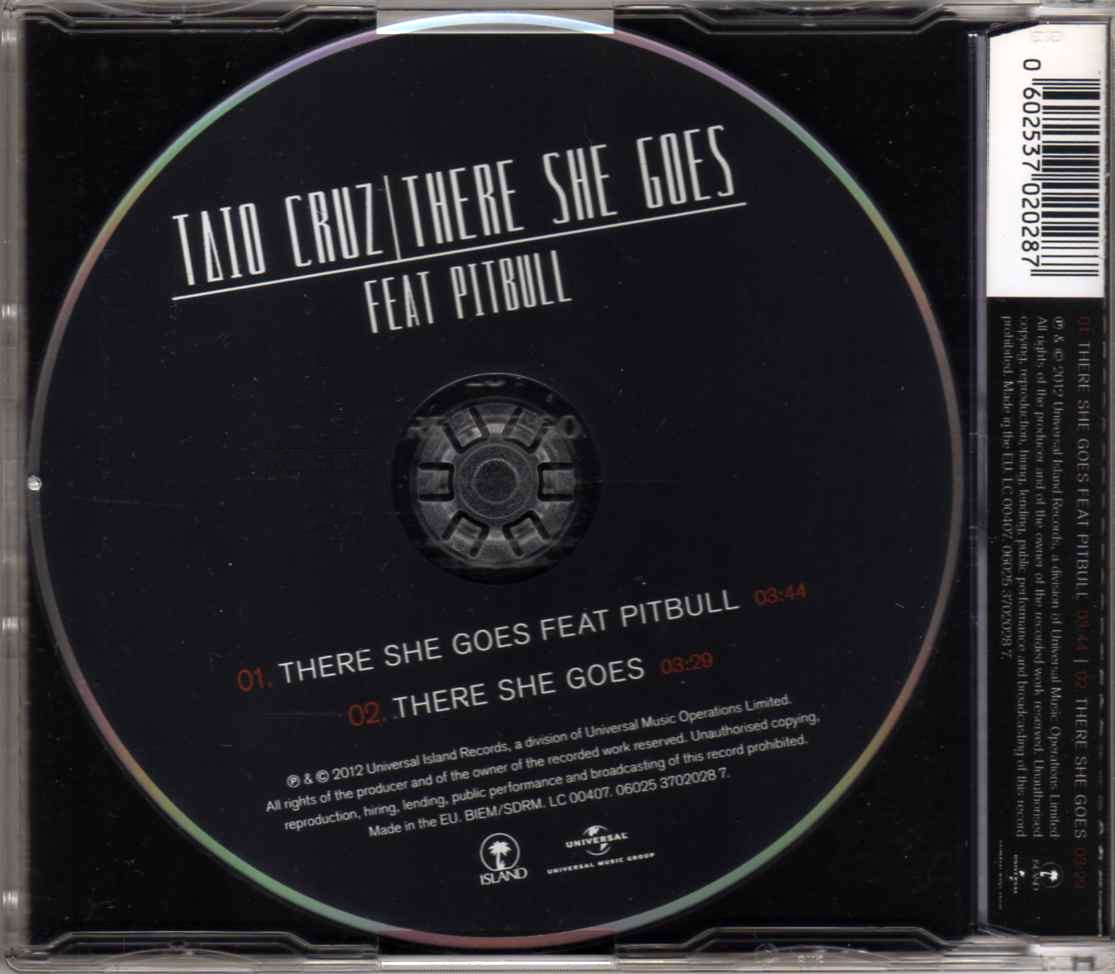 TAIO CRUZ | THERE SHE GOES
FEAT PITBULL
01. THERE SHE GOES FEAT PITBULL 03:44
02. THERE SHE GOES 03:29
℗ & © 2012 Universal Island Records, a division of Universal Music Operations Limited.
All rights of the producer and of the owner of the recorded work reserved. Unauthorised copying,
reproduction, hiring, lending, public performance and broadcasting of this record prohibited.
Made in the EU. BIEM/SDRM. LC 00407. 06025 3702028 7.
ISLAND
UNIVERSAL
UNIVERSAL MUSIC GROUP
0 602537 020287
01. THERE SHE GOES FEAT PITBULL 03:44 | 02. THERE SHE GOES 03:29
℗ & © 2012 Universal Island Records, a division of Universal Music Operations Limited
All rights of the producer and of the owner of the recorded work reserved. Unauthorised
copying, reproduction, hiring, lending, public performance and broadcasting of this record
prohibited. Made in the EU. LC 00407. 06025 3702028 7.
ISLAND
UNIVERSAL